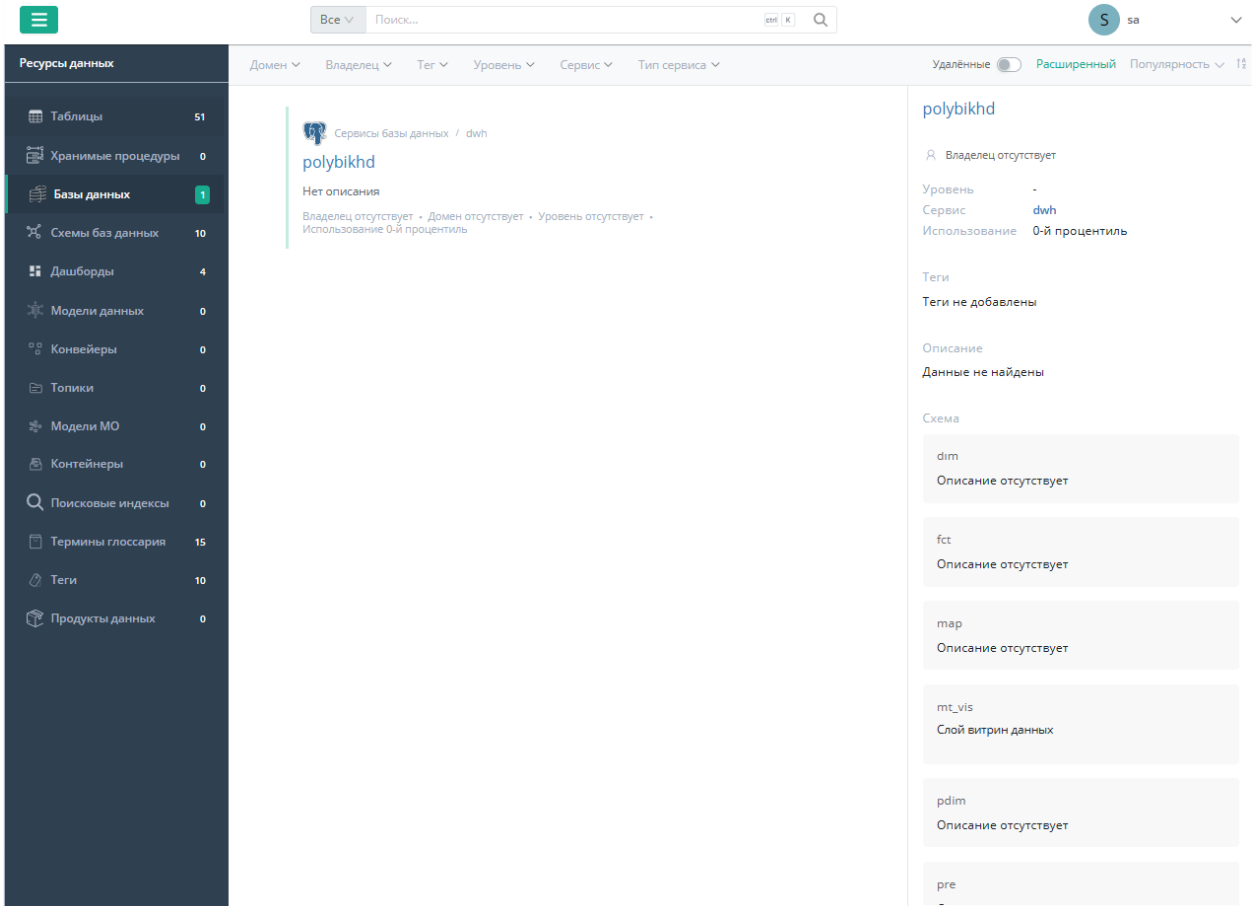 Все Поиск... ctrl K
S sa
Ресурсы данных
Таблицы 51
Хранимые процедуры 0
Базы данных 1
Схемы баз данных 10
Дашборды 4
Модели данных 0
Конвейеры 0
Топики 0
Модели МО 0
Контейнеры 0
Поисковые индексы 0
Термины глоссария 15
Теги 10
Продукты данных 0
Домен Владелец Тег Уровень Сервис Тип сервиса
Удалённые Расширенный Популярность
Сервисы базы данных / dwh
polybikhd
Нет описания
Владелец отсутствует • Домен отсутствует • Уровень отсутствует •
Использование 0-й процентиль
polybikhd
Владелец отсутствует
Уровень -
Сервис dwh
Использование 0-й процентиль
Теги
Теги не добавлены
Описание
Данные не найдены
Схема
dim
Описание отсутствует
fct
Описание отсутствует
map
Описание отсутствует
mt_vis
Слой витрин данных
pdim
Описание отсутствует
pre